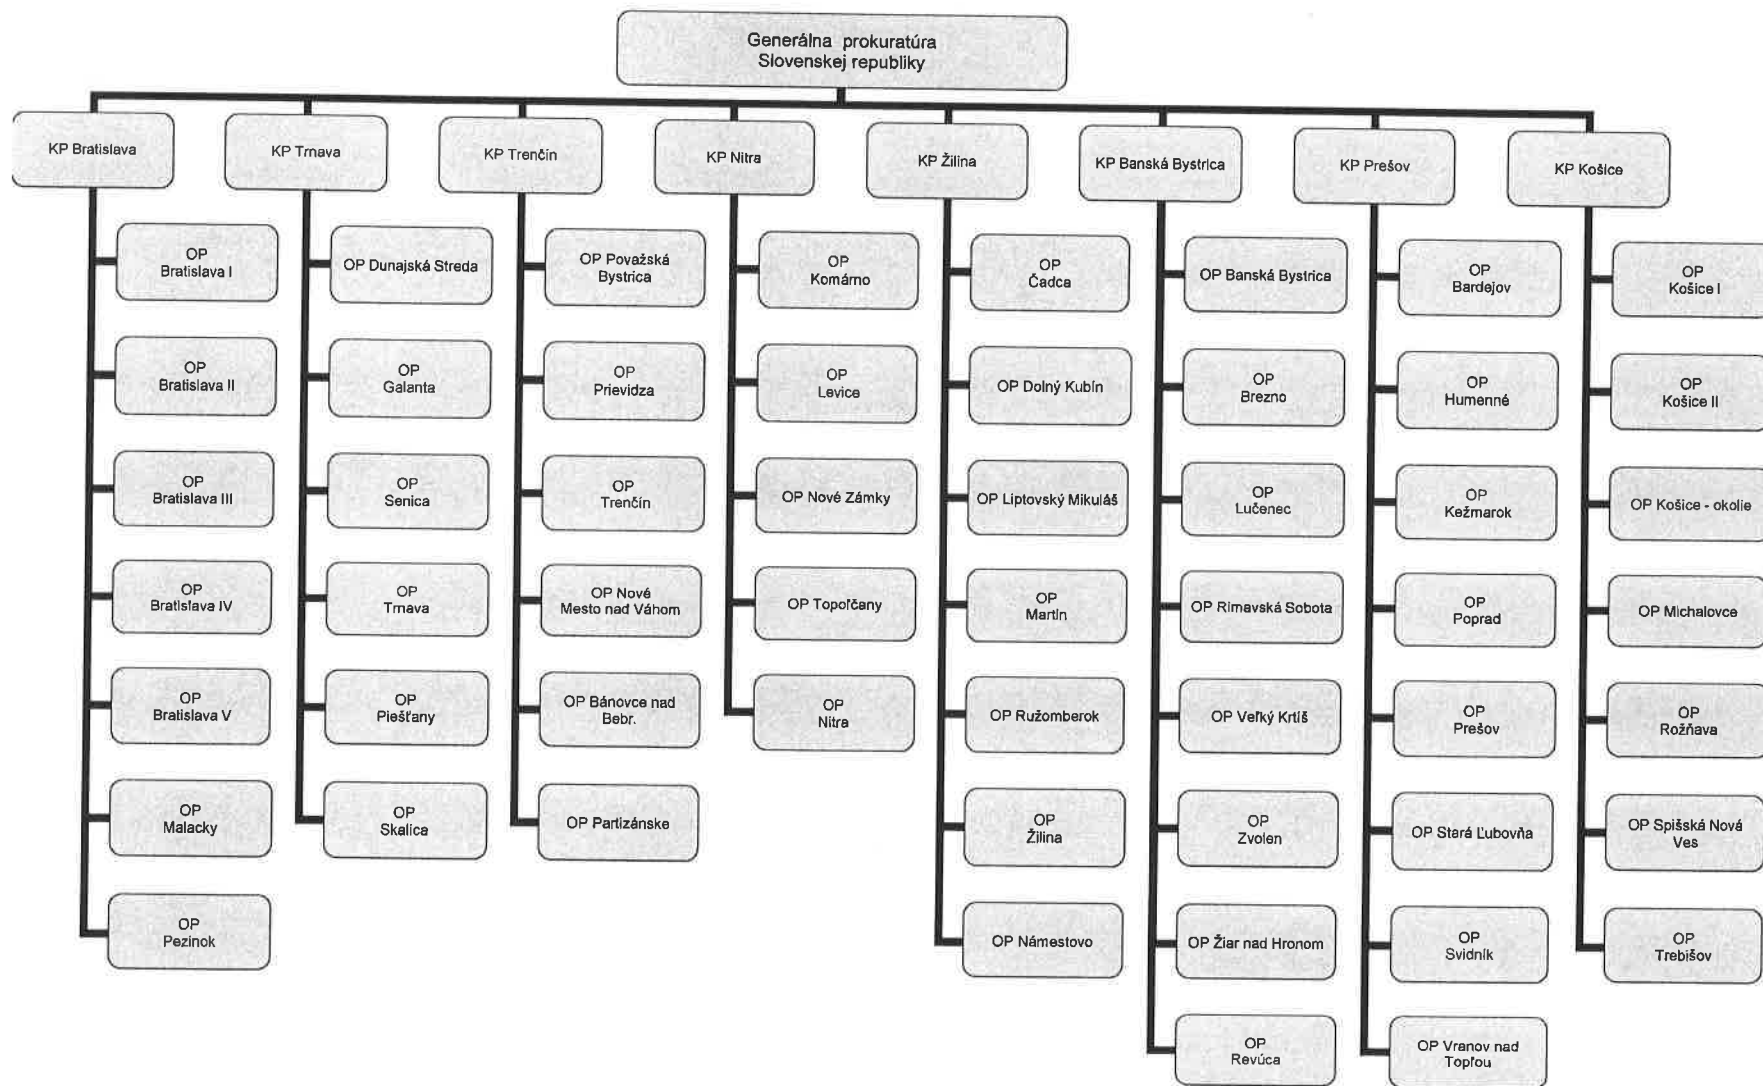 Generálna prokuratúra
Slovenskej republiky
KP Bratislava
KP Trnava
KP Trenčín
KP Nitra
KP Žilina
KP Banská Bystrica
KP Prešov
KP Košice
OP
Bratislava I
OP
Bratislava II
OP
Bratislava III
OP
Bratislava IV
OP
Bratislava V
OP
Malacky
OP
Pezinok
OP Dunajská Streda
OP
Galanta
OP
Senica
OP
Trnava
OP
Piešťany
OP
Skalica
OP Považská
Bystrica
OP
Prievidza
OP
Trenčín
OP Nové
Mesto nad Váhom
OP Bánovce nad
Bebr.
OP Partizánske
OP
Komárno
OP
Levice
OP Nové Zámky
OP Topoľčany
OP
Nitra
OP
Čadca
OP Dolný Kubín
OP Liptovský Mikuláš
OP
Martin
OP Ružomberok
OP
Žilina
OP Námestovo
OP Banská Bystrica
OP
Brezno
OP
Lučenec
OP Rimavská Sobota
OP Veľký Krtíš
OP
Zvolen
OP Žiar nad Hronom
OP
Revúca
OP
Bardejov
OP
Humenné
OP
Kežmarok
OP
Poprad
OP
Prešov
OP Stará Ľubovňa
OP
Svidník
OP Vranov nad
Topľou
OP
Košice I
OP
Košice II
OP Košice - okolie
OP Michalovce
OP
Rožňava
OP Spišská Nová
Ves
OP
Trebišov